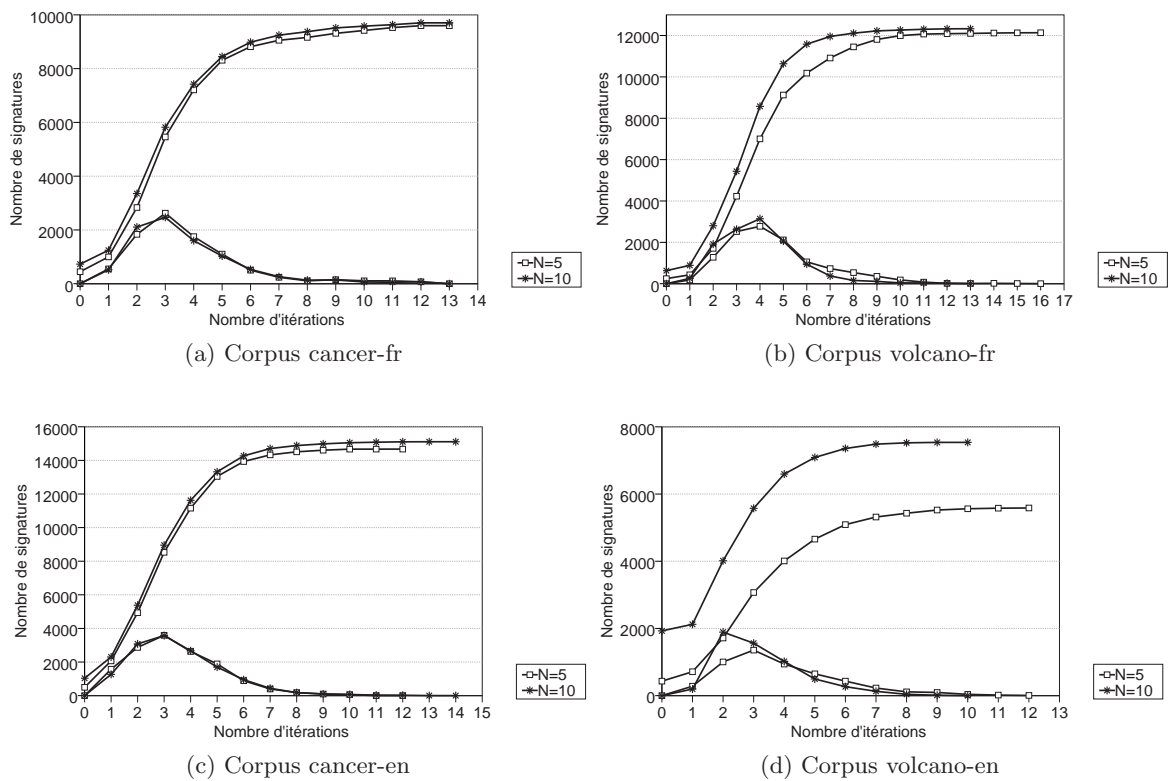 10000
8000
6000
4000
2000
0
Nombre de signatures
0 1 2 3 4 5 6 7 8 9 10 11 12 13 14
Nombre d'itérations
N=5
N=10
(a) Corpus cancer-fr
12000
10000
8000
6000
4000
2000
0
Nombre de signatures
0 1 2 3 4 5 6 7 8 9 10 11 12 13 14 15 16 17
Nombre d'itérations
N=5
N=10
(b) Corpus volcano-fr
16000
14000
12000
10000
8000
6000
4000
2000
0
Nombre de signatures
0 1 2 3 4 5 6 7 8 9 10 11 12 13 14 15
Nombre d'itérations
N=5
N=10
(c) Corpus cancer-en
8000
6000
4000
2000
0
Nombre de signatures
0 1 2 3 4 5 6 7 8 9 10 11 12 13
Nombre d'itérations
N=5
N=10
(d) Corpus volcano-en